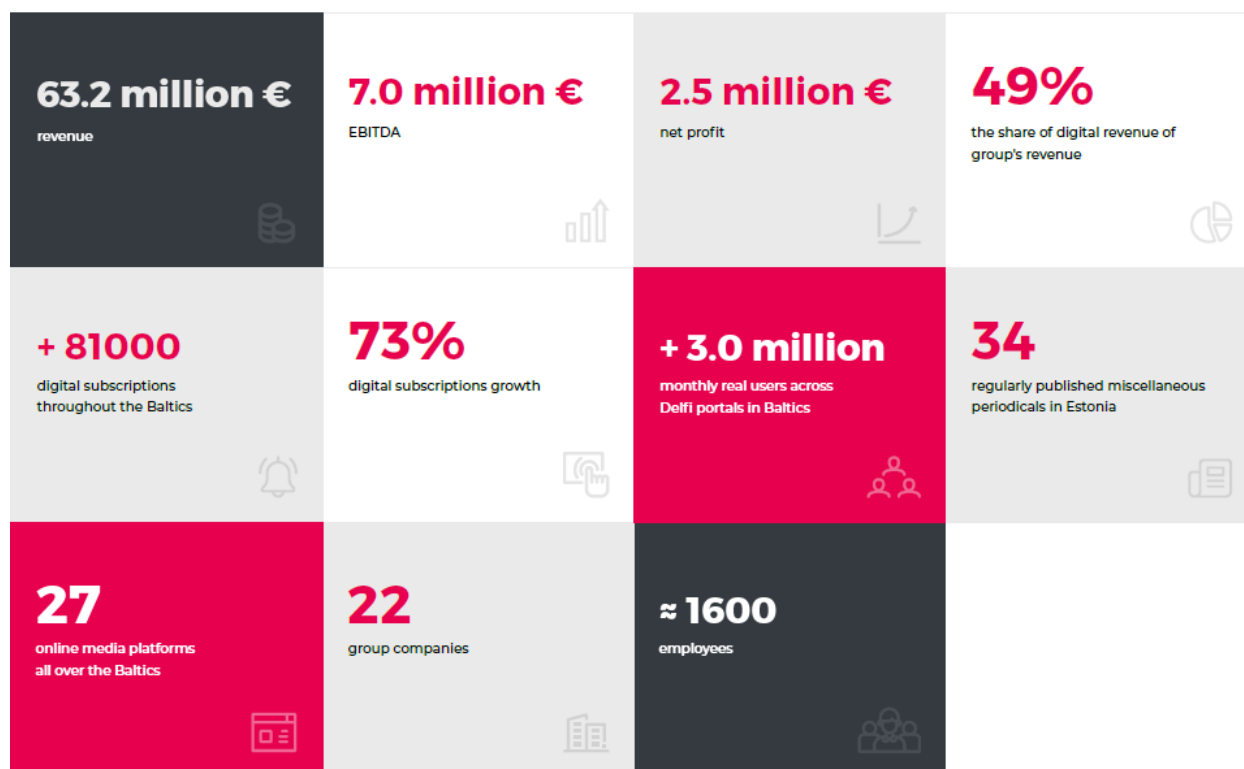 63.2 million €
revenue
7.0 million €
EBITDA
2.5 million €
net profit
49%
the share of digital revenue of
group's revenue
+ 81000
digital subscriptions
throughout the Baltics
73%
digital subscriptions growth
+ 3.0 million
monthly real users across
Delfi portals in Baltics
34
regularly published miscellaneous
periodicals in Estonia
27
online media platforms
all over the Baltics
22
group companies
≈ 1600
employees